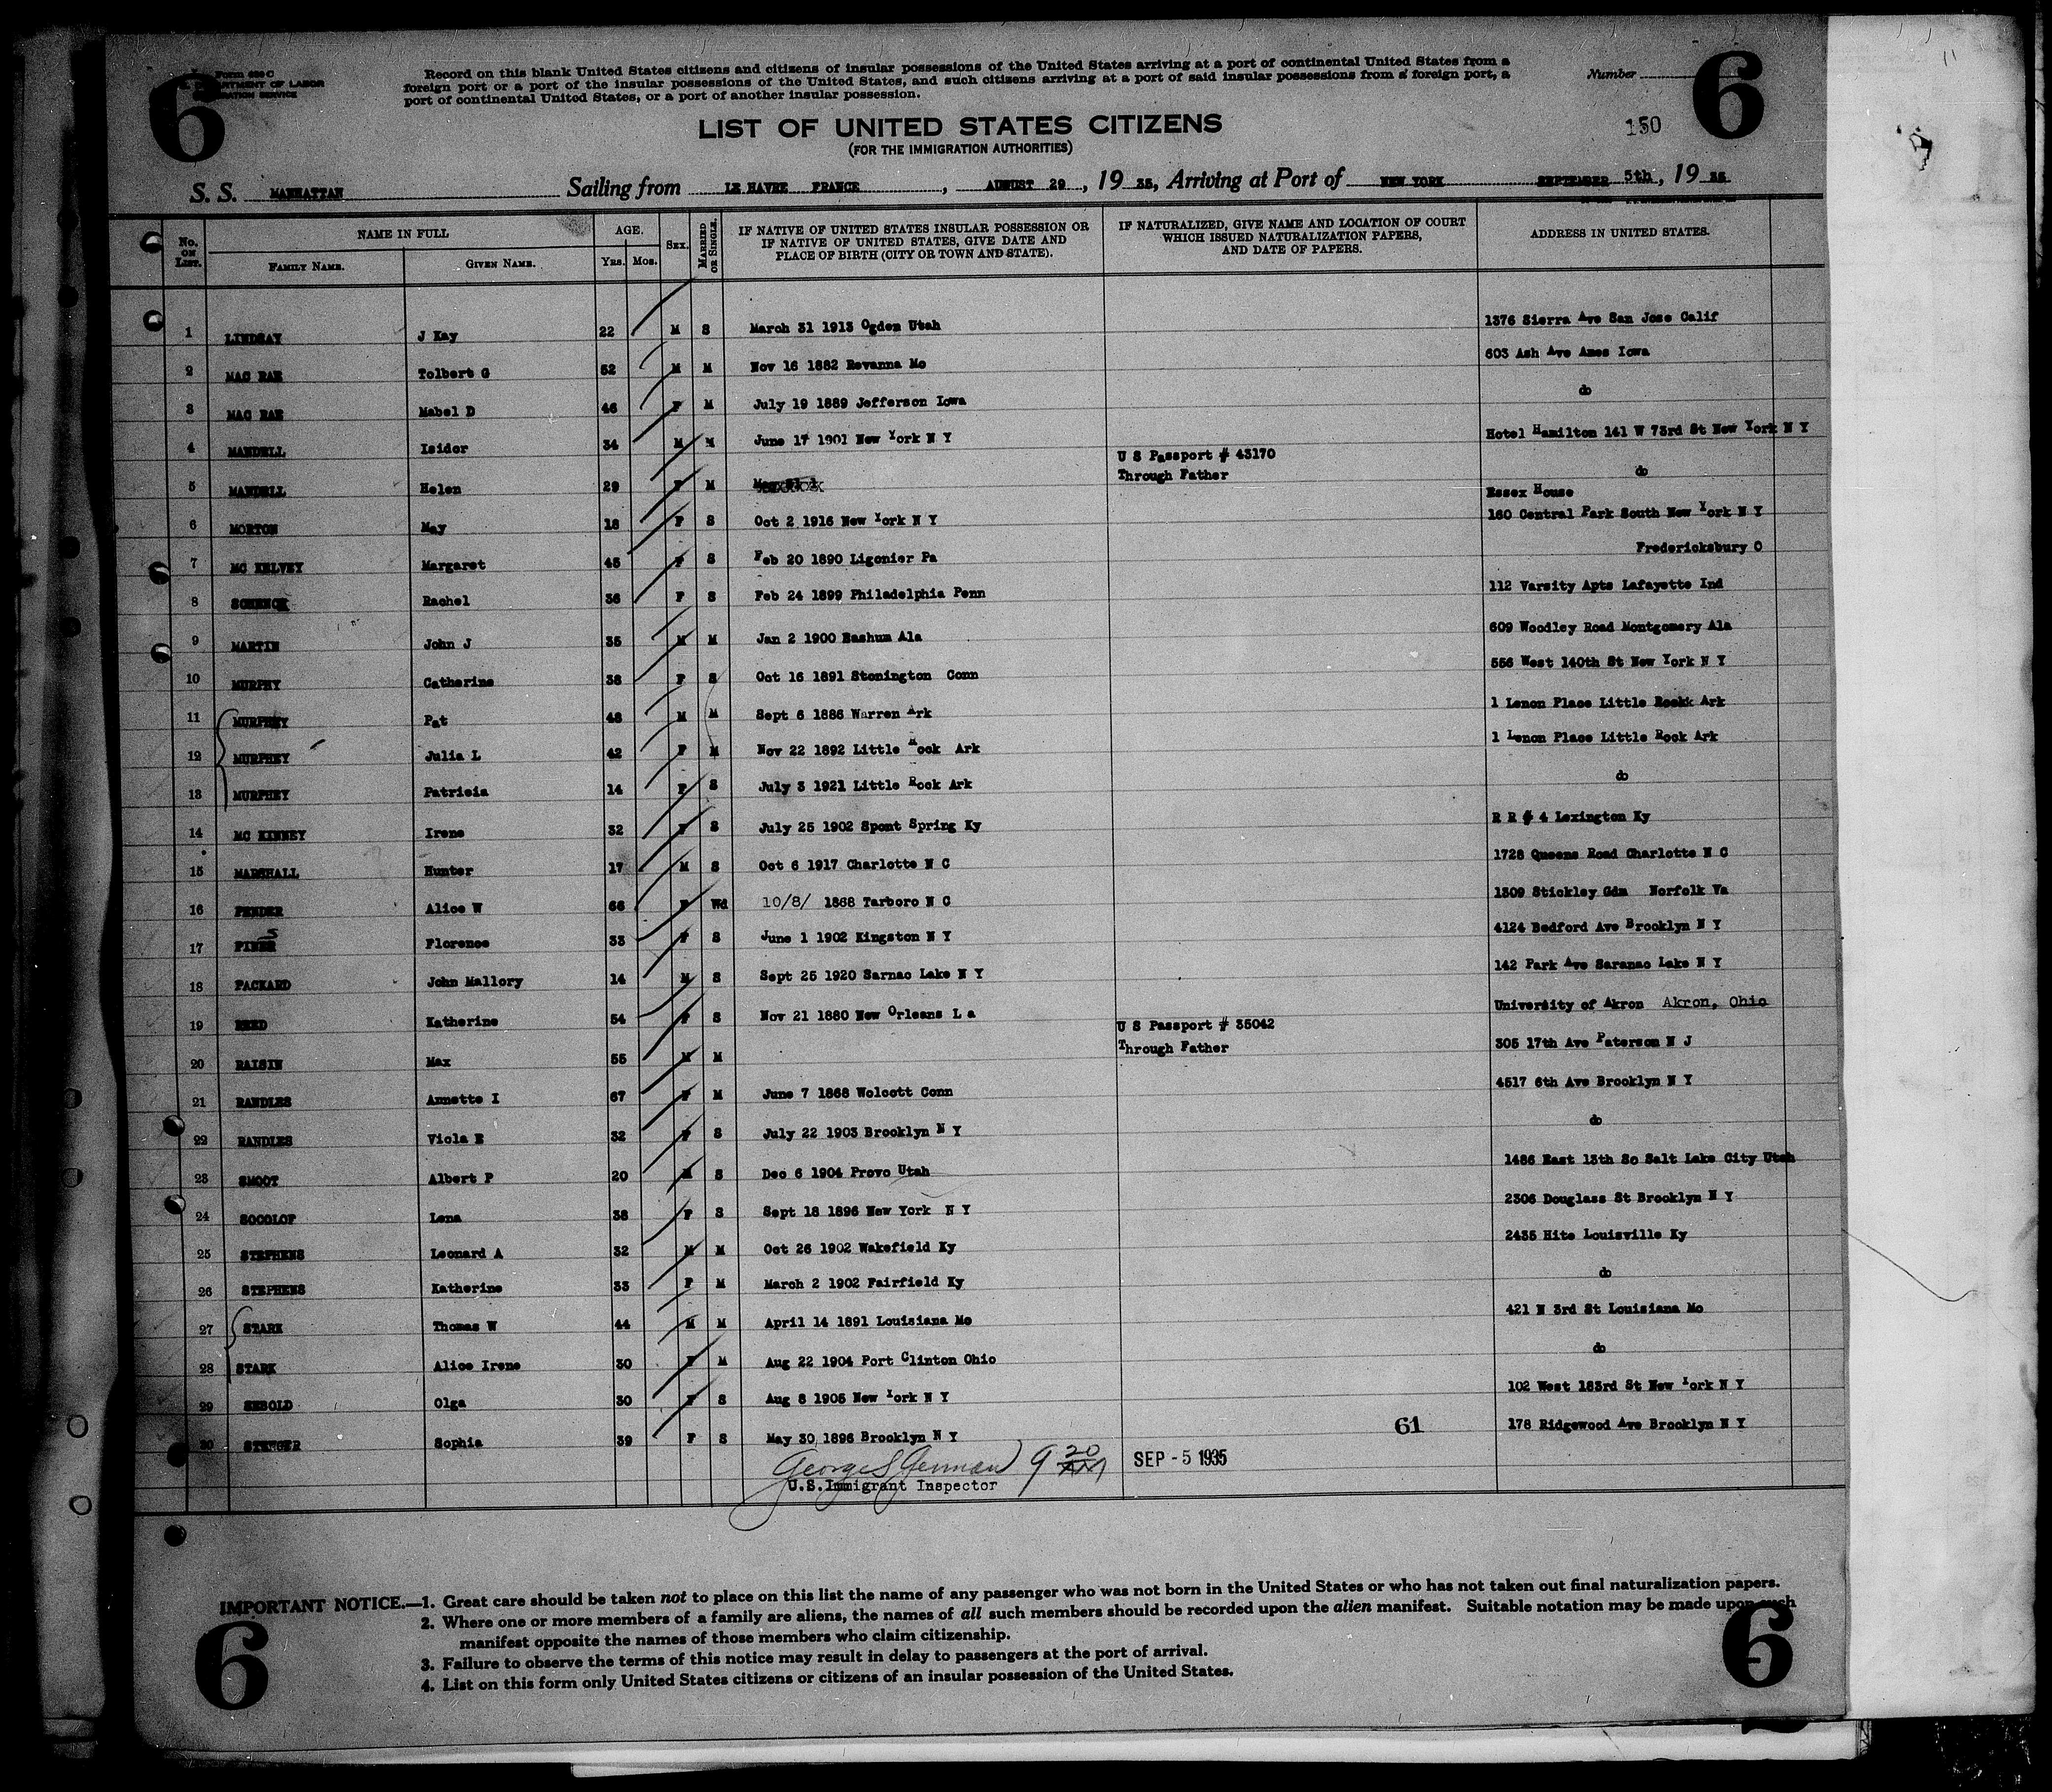 6
Form 630 C
DEPARTMENT OF LABOR
IMMIGRATION SERVICE
Record on this blank United States citizens and citizens of insular possessions of the United States arriving at a port of continental United States from a
foreign port or a port of the insular possessions of the United States, and such citizens arriving at a port of said insular possessions from a foreign port, a
port of continental United States, or a port of another insular possession.
Number
6
LIST OF UNITED STATES CITIZENS
150
(FOR THE IMMIGRATION AUTHORITIES)
S. S. MANHATTAN Sailing from LE HAVRE FRANCE, AUGUST 29, 19 35, Arriving at Port of NEW YORK SEPTEMBER 5th, 19 35
No. ON LIST. NAME IN FULL FAMILY NAME. GIVEN NAME. AGE. YRS. MOS. SEX. MARRIED OR SINGLE. IF NATIVE OF UNITED STATES INSULAR POSSESSION OR IF NATIVE OF UNITED STATES, GIVE DATE AND PLACE OF BIRTH (CITY OR TOWN AND STATE). IF NATURALIZED, GIVE NAME AND LOCATION OF COURT WHICH ISSUED NATURALIZATION PAPERS, AND DATE OF PAPERS. ADDRESS IN UNITED STATES.
1 LINDSAY J Kay 22 M S March 31 1913 Ogden Utah 1376 Sierra Ave San Jose Calif
2 MAC RAE Tolbert G 52 M M Nov 16 1882 Revanna Mo 603 Ash Ave Ames Iowa
3 MAC RAE Mabel D 46 F M July 19 1889 Jefferson Iowa do
4 MANDELL Isidor 34 M M June 17 1901 New York N Y Hotel Hamilton 141 W 73rd St New York N Y
5 MANDELL Helen 29 F M U S Passport # 43170 Through Father do
6 MORTON May 18 F S Oct 2 1916 New York N Y Essex House 160 Central Park South New York N Y
7 MC KELVEY Margaret 45 F S Feb 20 1890 Ligonier Pa Fredericksbury O
8 SCHENCK Rachel 36 F S Feb 24 1899 Philadelphia Penn 112 Varsity Apts Lafayette Ind
9 MARTIN John J 35 M M Jan 2 1900 Bashum Ala 609 Woodley Road Montgomery Ala
10 MURPHY Catherine 38 F S Oct 16 1891 Stonington Conn 556 West 140th St New York N Y
11 MURPHEY Pat 48 M M Sept 6 1886 Warren Ark 1 Lenon Place Little Rock Ark
12 MURPHEY Julia L 42 F M Nov 22 1892 Little Rock Ark 1 Lenon Place Little Rock Ark
13 MURPHEY Patricia 14 F S July 3 1921 Little Rock Ark do
14 MC KINNEY Irene 32 F S July 25 1902 Spout Spring Ky R R # 4 Lexington Ky
15 MARSHALL Hunter 17 M S Oct 6 1917 Charlotte N C 1728 Queens Road Charlotte N C
16 PENDER Alice W 66 F Wd 10/8/ 1868 Tarboro N C 1309 Stickley Gdn Norfolk Va
17 PINES Florence 33 F S June 1 1902 Kingston N Y 4124 Bedford Ave Brooklyn N Y
18 PACKARD John Mallory 14 M S Sept 25 1920 Sarnac Lake N Y 142 Park Ave Saranac Lake N Y
19 REED Katherine 54 F S Nov 21 1880 New Orleans L a University of Akron Akron, Ohio
20 RAISIN Max 55 M M U S Passport # 35042 Through Father 305 17th Ave Paterson N J
21 RANDLES Annette I 67 F M June 7 1868 Wolcott Conn 4517 6th Ave Brooklyn N Y
22 RANDLES Viola E 32 F S July 22 1903 Brooklyn N Y do
23 SMOOT Albert P 20 M S Dec 6 1904 Provo Utah 1486 East 13th So Salt Lake City Utah
24 SOCOLOF Lena 38 F S Sept 18 1896 New York N Y 2306 Douglass St Brooklyn N Y
25 STEPHENS Leonard A 32 M M Oct 26 1902 Wakefield Ky 2435 Hite Louisville Ky
26 STEPHENS Katherine 33 F M March 2 1902 Fairfield Ky do
27 STARK Thomas W 44 M M April 14 1891 Louisiana Mo 421 N 3rd St Louisiana Mo
28 STARK Alice Irene 30 F M Aug 22 1904 Port Clinton Ohio do
29 SEBOLD Olga 30 F S Aug 8 1905 New York N Y 102 West 183rd St New York N Y
30 STENGER Sophia 39 F S May 30 1896 Brooklyn N Y 61 178 Ridgewood Ave Brooklyn N Y
George S German 9 20 AM SEP - 5 1935
U.S. Immigrant Inspector
IMPORTANT NOTICE.—1. Great care should be taken not to place on this list the name of any passenger who was not born in the United States or who has not taken out final naturalization papers.
2. Where one or more members of a family are aliens, the names of all such members should be recorded upon the alien manifest. Suitable notation may be made upon such
manifest opposite the names of those members who claim citizenship.
3. Failure to observe the terms of this notice may result in delay to passengers at the port of arrival.
4. List on this form only United States citizens or citizens of an insular possession of the United States.
6
6